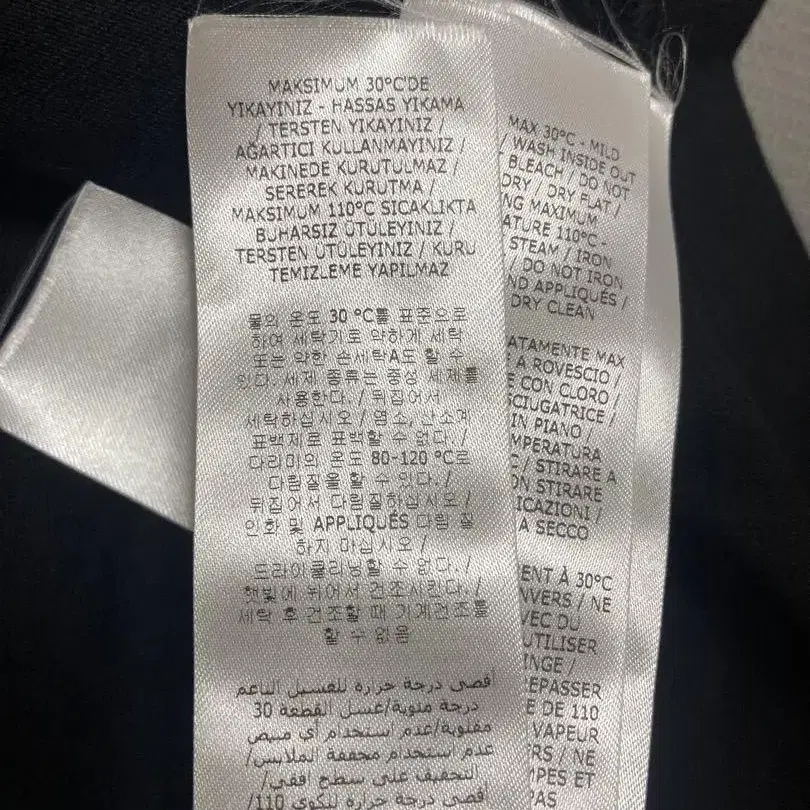 MAKSIMUM 30°C'DE
YIKAYINIZ - HASSAS YIKAMA
/ TERSTEN YIKAYINIZ /
AĞARTICI KULLANMAYINIZ /
MAKINEDE KURUTULMAZ /
SEREREK KURUTMA /
MAKSIMUM 110°C SICAKLIKTA
BUHARSIZ ÜTÜLEYINIZ /
TERSTEN ÜTÜLEYINIZ / KURU
TEMIZLEME YAPILMAZ
물의 온도 30 °C를 표준으로
하여 세탁기로 약하게 세탁
또는 약한 손세탁A도 할 수
있다. 세제 종류는 중성 세제를
사용한다. / 뒤집어서
세탁하십시오 / 염소, 산소계
표백제로 표백할 수 없다. /
다리미의 온도 80-120 °C로
다림질을 할 수 있다. /
뒤집어서 다림질하십시오 /
인화 및 APPLIQUÉS 다림 질
하지 마십시오 /
드라이클리닝할 수 없다. /
햇빛에 뉘어서 건조시킨다. /
세탁 후 건조할 때 기계건조를
할 수 없음
أقصى درجة حرارة للغسيل الناعم
30 درجة مئوية/غسل القطعة
مقلوبة/عدم استخدام أي مبيض
عدم استخدام مجففة الملابس/
التجفيف على سطح أفقي/
أقصى درجة حرارة للكوي 110/
MAX 30°C - MILD
/ WASH INSIDE OUT
BLEACH / DO NOT
DRY / DRY FLAT /
NG MAXIMUM
ATURE 110°C -
STEAM / IRON
/ DO NOT IRON
ND APPLIQUÉS /
DRY CLEAN
ATAMENTE MAX
E A ROVESCIO /
E CON CLORO /
SCIUGATRICE /
IN PIANO /
MPERATURA
C / STIRARE A
ON STIRARE
ICAZIONI /
A SECCO
ENT À 30°C
NVERS / NE
VEC DU
UTILISER
INGE /
EPASSER
E DE 110
VAPEUR
RS / NE
MPES ET
PAS